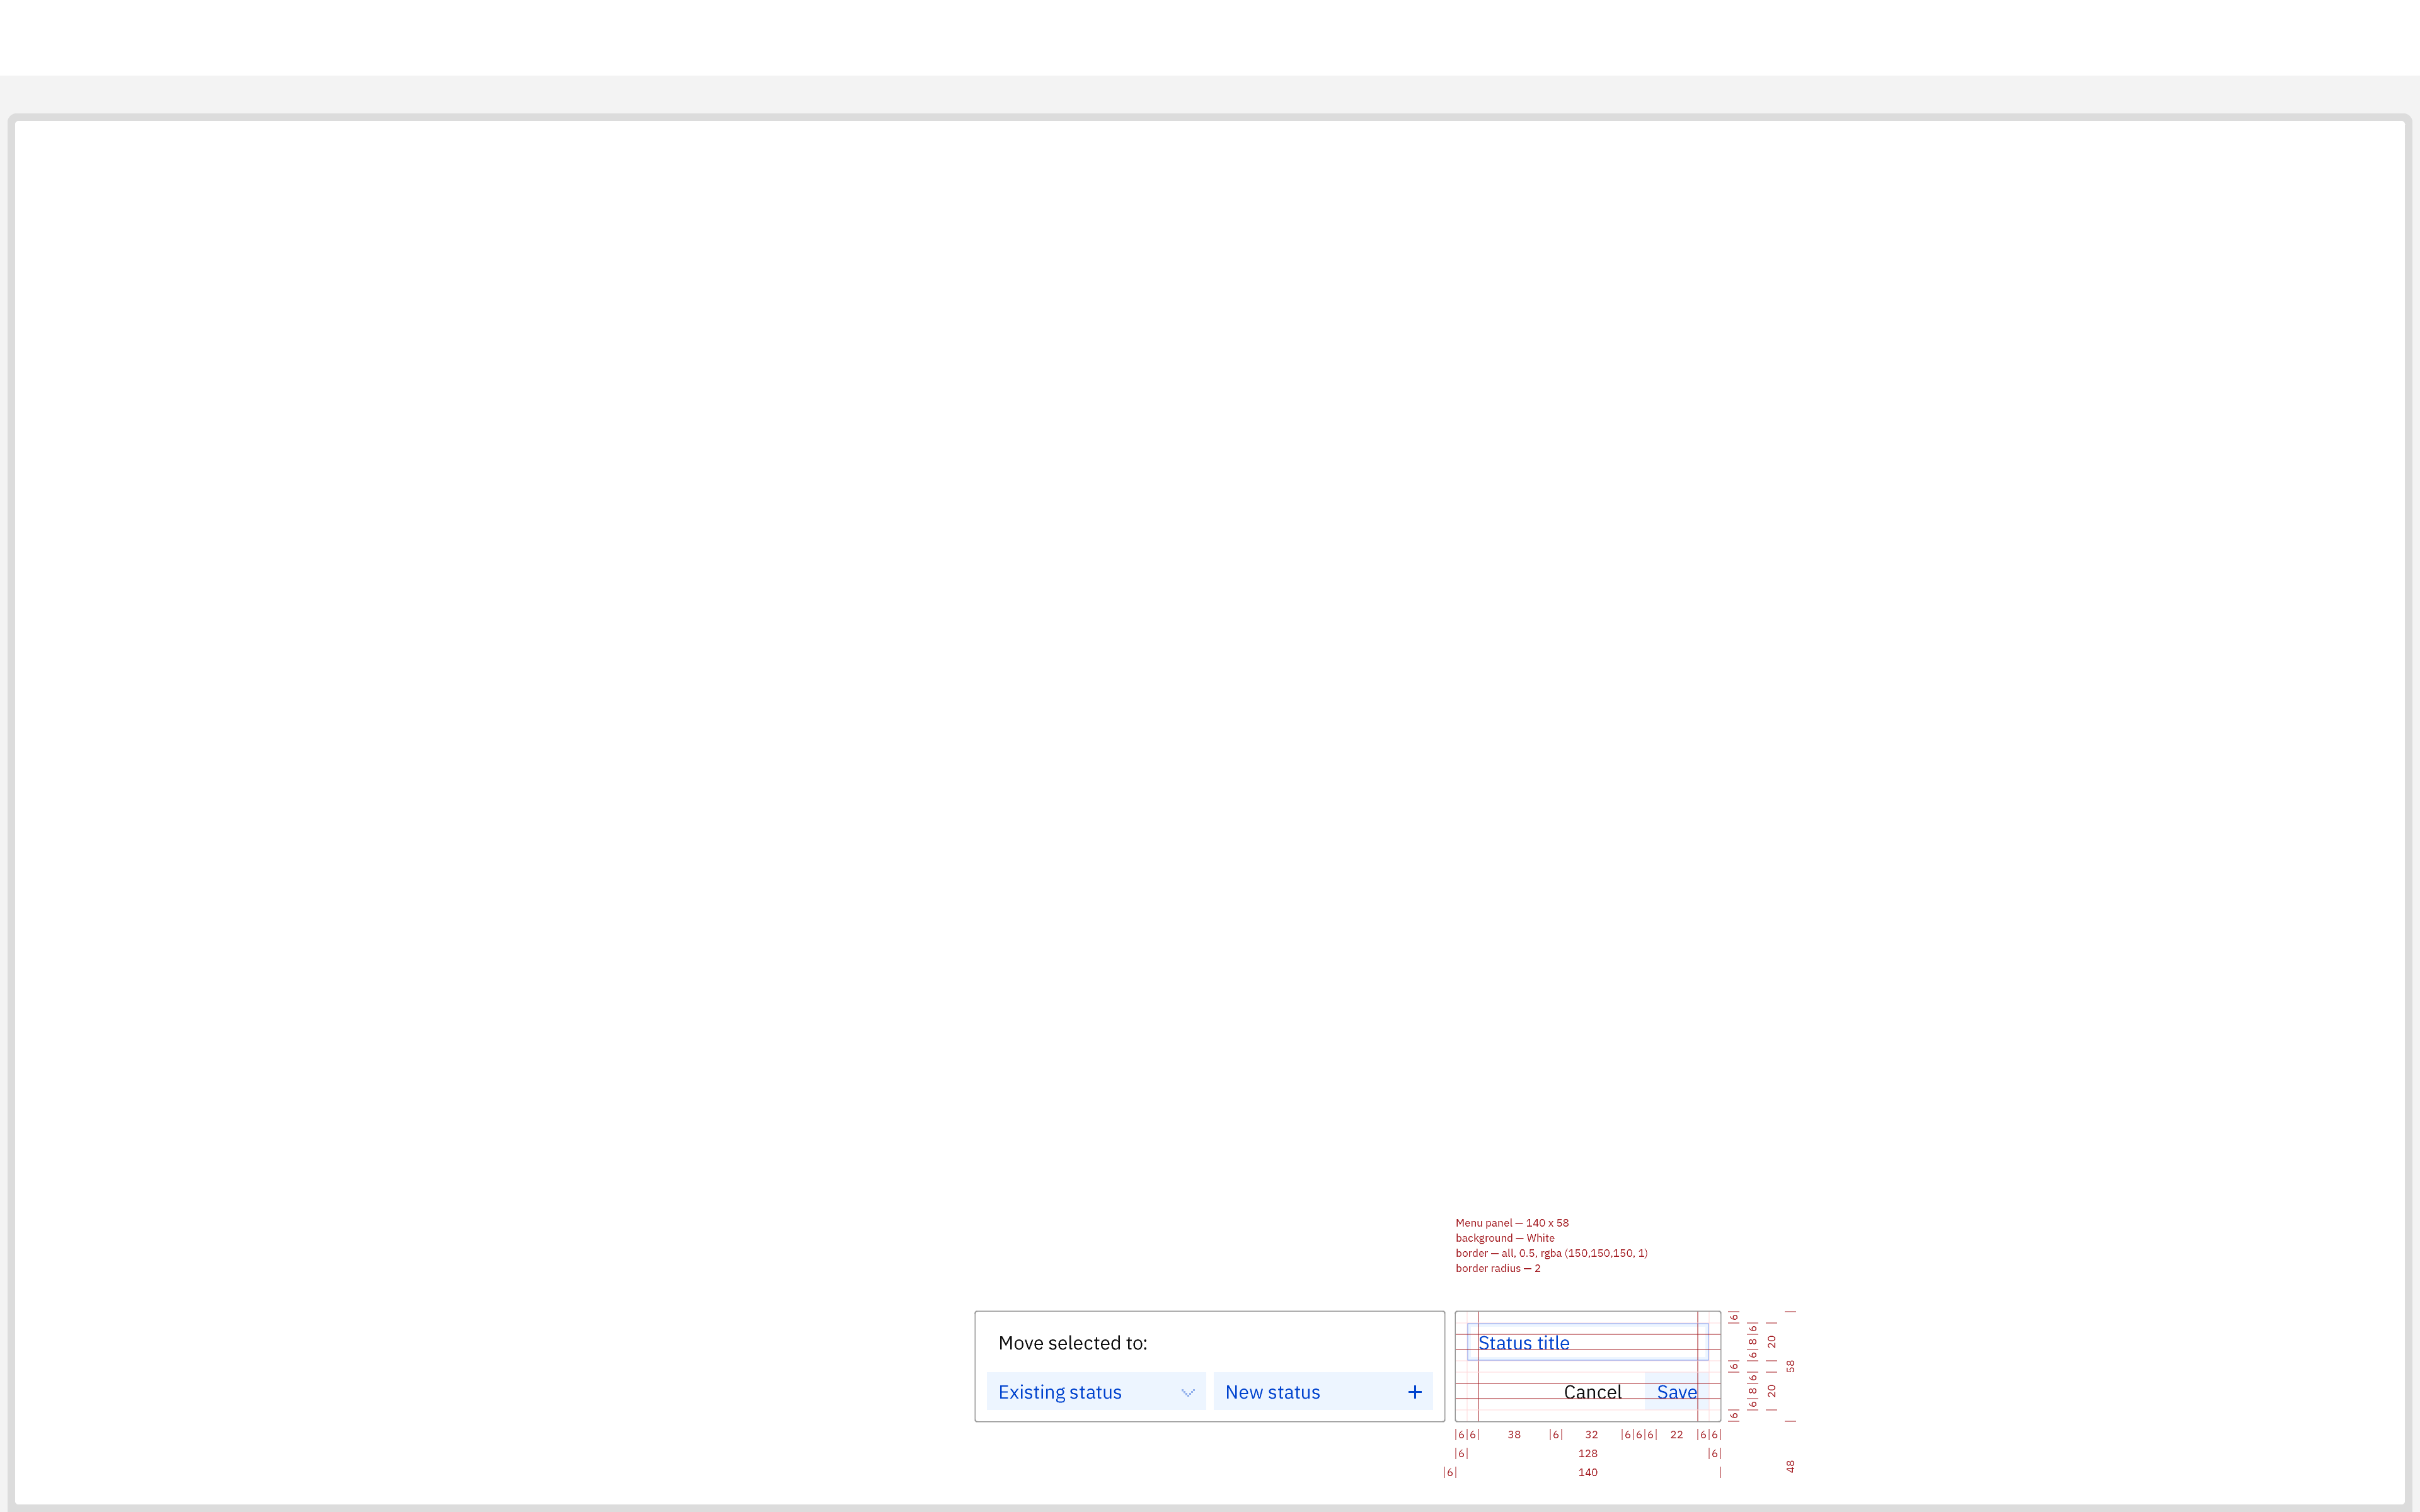 Menu panel — 140 x 58
background — White
border — all, 0.5, rgba (150,150,150, 1)
border radius — 2
Move selected to:
Existing status
New status
+
Status title
Cancel
Save
6
6
6
6
8
6
6
8
6
20
20
58
48
6 6 38 6 32 6 6 6 22 6 6
6 128 6
6 140